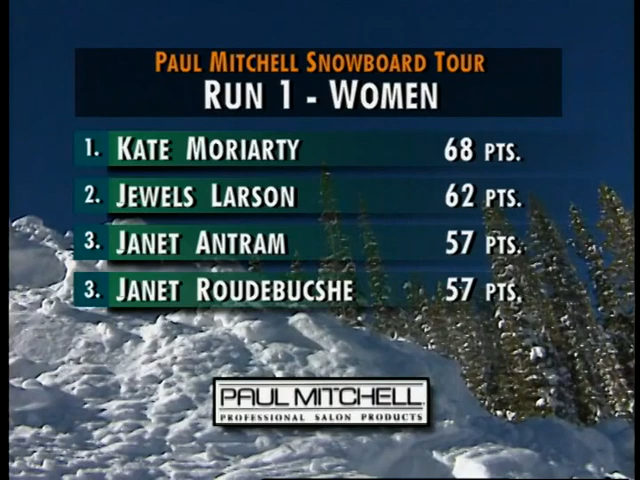 PAUL MITCHELL SNOWBOARD TOUR
RUN 1 - WOMEN
1. KATE MORIARTY 68 PTS.
2. JEWELS LARSON 62 PTS.
3. JANET ANTRAM 57 PTS.
3. JANET ROUDEBUCSHE 57 PTS.
PAUL MITCHELL
PROFESSIONAL SALON PRODUCTS